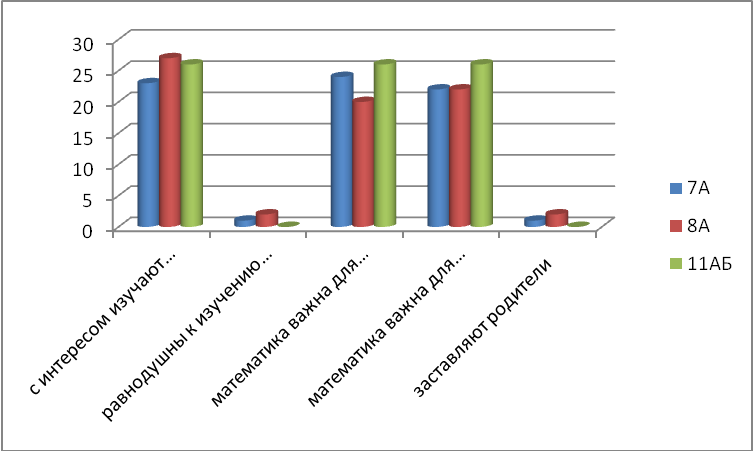 30
25
20
15
10
5
0
с интересом изучают...
равнодушны к изучению...
математика важна для...
математика важна для...
заставляют родители
7А
8А
11АБ